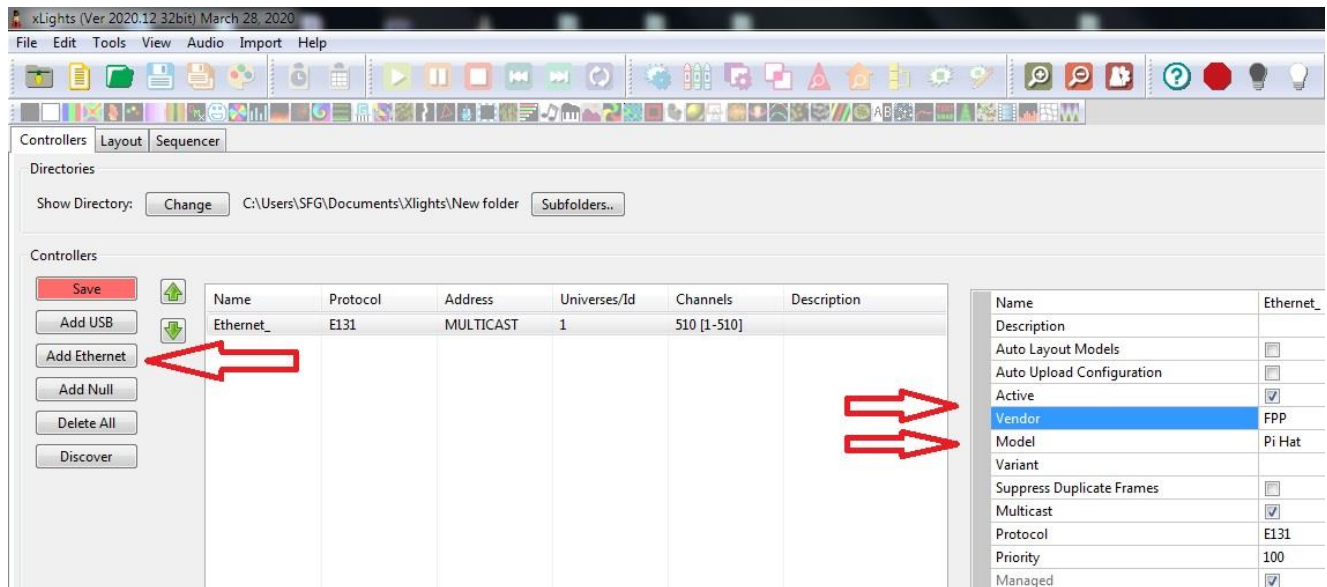 xLights (Ver 2020.12 32bit) March 28, 2020
File Edit Tools View Audio Import Help
Controllers Layout Sequencer
Directories
Show Directory: Change C:\Users\SFG\Documents\Xlights\New folder Subfolders..
Controllers
Save
Add USB
Add Ethernet
Add Null
Delete All
Discover
Name Protocol Address Universes/Id Channels Description
Ethernet_ E131 MULTICAST 1 510 [1-510]
Name Ethernet_
Description
Auto Layout Models
Auto Upload Configuration
Active
Vendor FPP
Model Pi Hat
Variant
Suppress Duplicate Frames
Multicast
Protocol E131
Priority 100
Managed